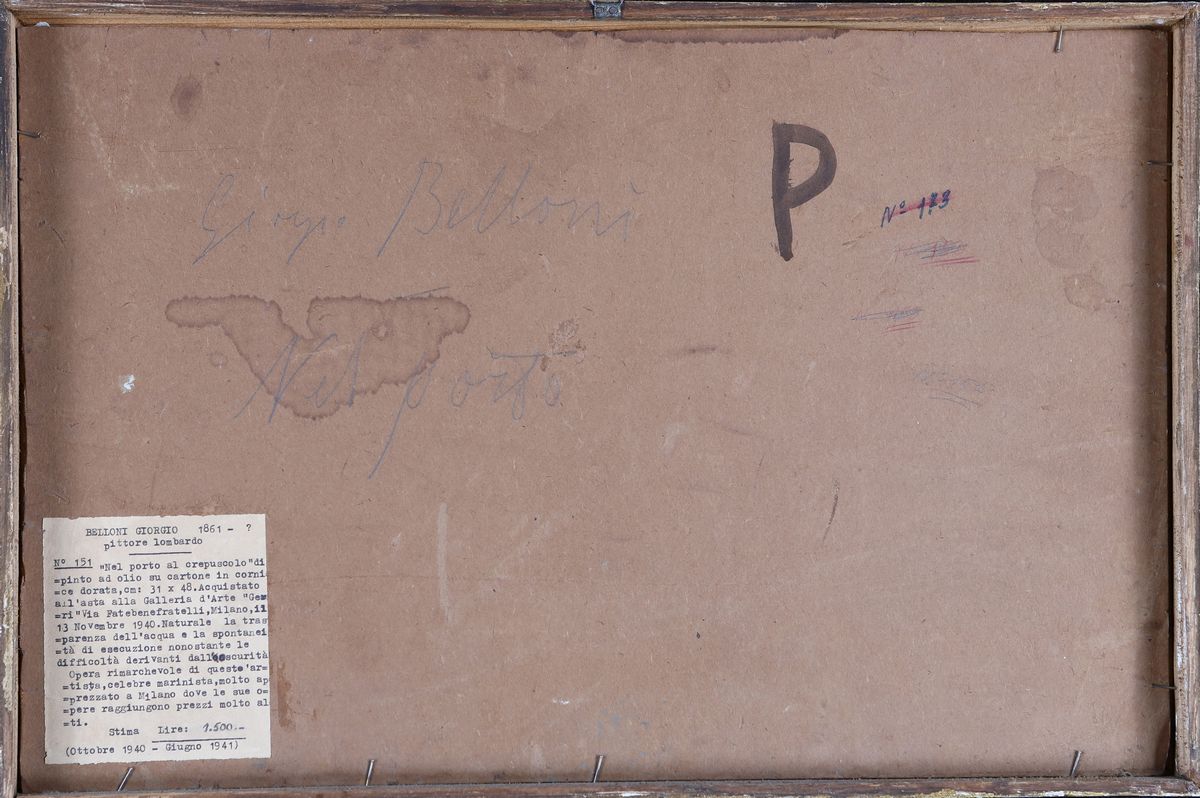 Giorgio Belloni
P
Nº 173
Nel porto
BELLONI GIORGIO 1861 - ?
pittore lombardo
Nº 151 "Nel porto al crepuscolo"di
=pinto ad olio su cartone in corni
=ce dorata,cm: 31 x 48.Acquistato
all'asta alla Galleria d'Arte "Gem
=ri"Via Fatebenefratelli,Milano,il
13 Novembre 1940.Naturale la tras
=parenza dell'acqua e la spontanei
=tà di esecuzione nonostante le
difficoltà derivanti dall'oscurità
Opera rimarchevole di queste'ar=
=tista,celebre marinista,molto ap
=prezzato a Milano dove le sue o=
=pere raggiungono prezzi molto al
=ti.
Stima Lire: 1.500.-
(Ottobre 1940 - Giugno 1941)